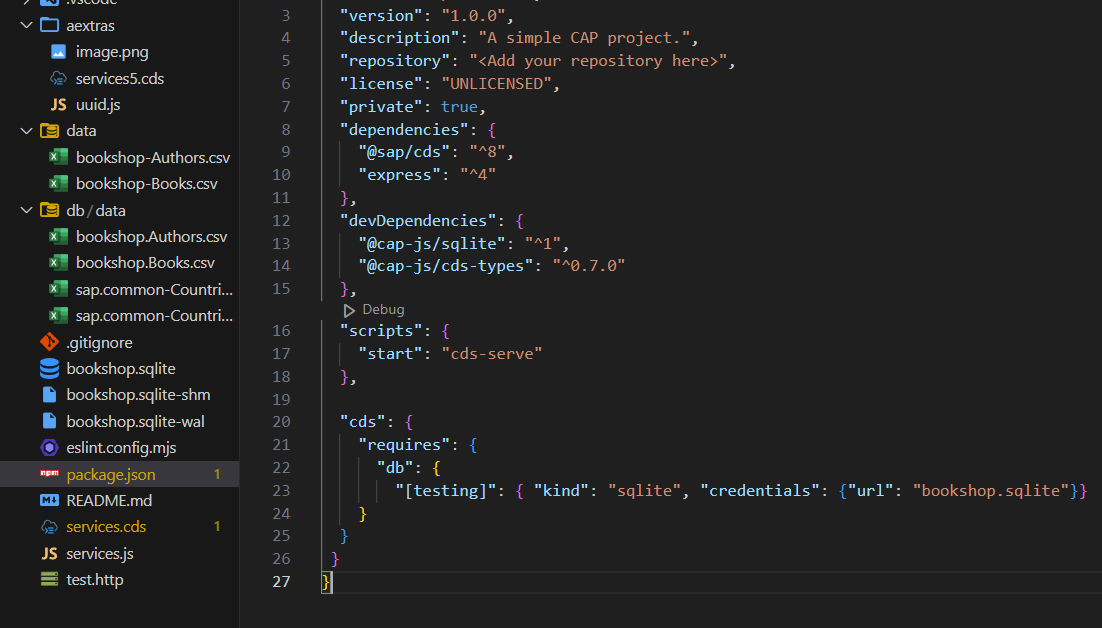 .vscode
aextras
image.png
services5.cds
JS uuid.js
data
bookshop-Authors.csv
bookshop-Books.csv
db/data
bookshop.Authors.csv
bookshop.Books.csv
sap.common-Countri...
sap.common-Countri...
.gitignore
bookshop.sqlite
bookshop.sqlite-shm
bookshop.sqlite-wal
eslint.config.mjs
npm package.json 1
M README.md
services.cds 1
JS services.js
test.http
3 "version": "1.0.0",
4 "description": "A simple CAP project.",
5 "repository": "<Add your repository here>",
6 "license": "UNLICENSED",
7 "private": true,
8 "dependencies": {
9 "@sap/cds": "^8",
10 "express": "^4"
11 },
12 "devDependencies": {
13 "@cap-js/sqlite": "^1",
14 "@cap-js/cds-types": "^0.7.0"
15 },
Debug
16 "scripts": {
17 "start": "cds-serve"
18 },
19
20 "cds": {
21 "requires": {
22 "db": {
23 "[testing]": { "kind": "sqlite", "credentials": {"url": "bookshop.sqlite"}}
24 }
25 }
26 }
27 }